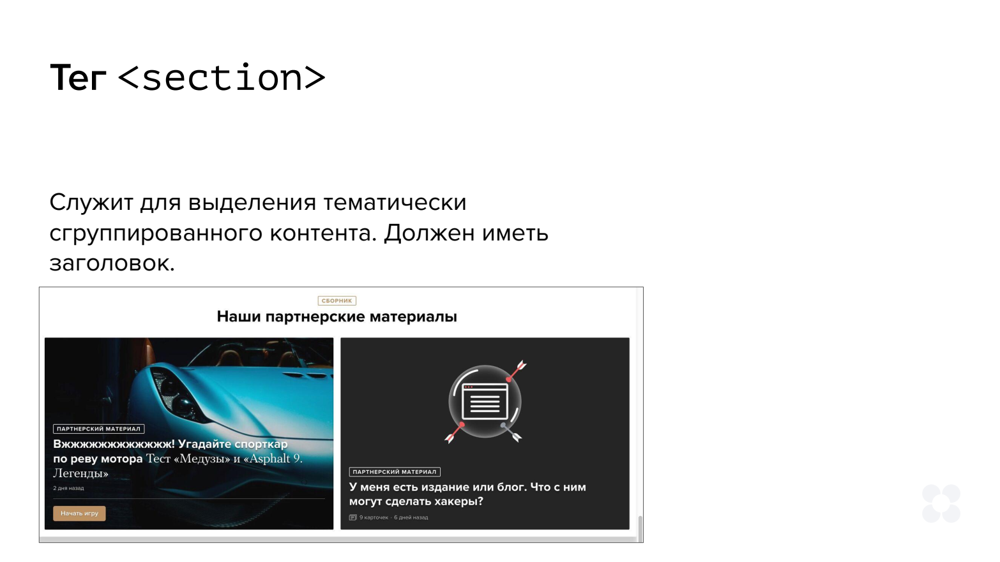 Тег <section>
Служит для выделения тематически
сгруппированного контента. Должен иметь
заголовок.
СБОРНИК
Наши партнерские материалы
ПАРТНЕРСКИЙ МАТЕРИАЛ
Вжжжжжжжжжжжж! Угадайте спорткар
по реву мотора Тест «Медузы» и «Asphalt 9.
Легенды»
2 дня назад
Начать игру
ПАРТНЕРСКИЙ МАТЕРИАЛ
У меня есть издание или блог. Что с ним
могут сделать хакеры?
9 карточек · 6 дней назад